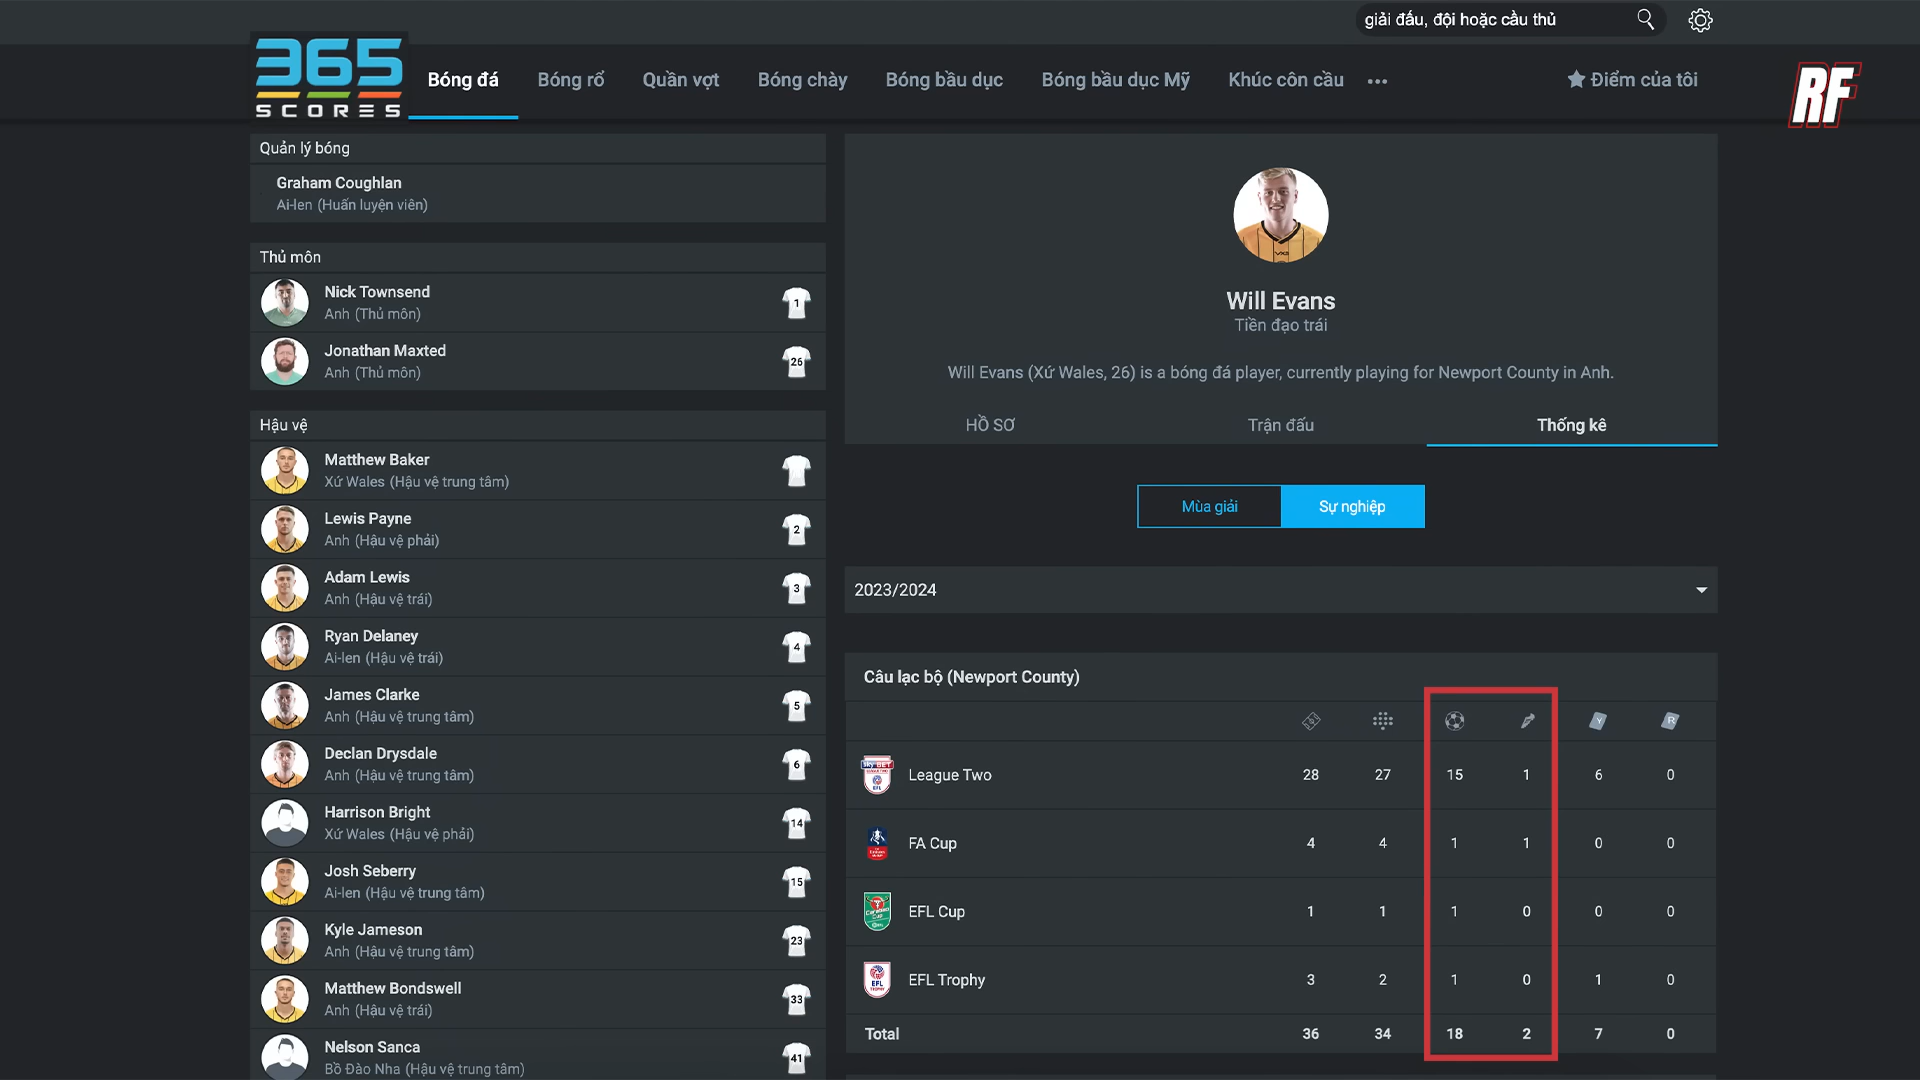 giải đấu, đội hoặc cầu thủ
365
SCORES
Bóng đá
Bóng rổ
Quần vợt
Bóng chày
Bóng bầu dục
Bóng bầu dục Mỹ
Khúc côn cầu
Điểm của tôi
RF
Quản lý bóng
Graham Coughlan
Ai-len (Huấn luyện viên)
Thủ môn
Nick Townsend
Anh (Thủ môn)
1
Jonathan Maxted
Anh (Thủ môn)
26
Hậu vệ
Matthew Baker
Xứ Wales (Hậu vệ trung tâm)
Lewis Payne
Anh (Hậu vệ phải)
2
Adam Lewis
Anh (Hậu vệ trái)
3
Ryan Delaney
Ai-len (Hậu vệ trái)
4
James Clarke
Anh (Hậu vệ trung tâm)
5
Declan Drysdale
Anh (Hậu vệ trung tâm)
6
Harrison Bright
Xứ Wales (Hậu vệ phải)
14
Josh Seberry
Ai-len (Hậu vệ trung tâm)
15
Kyle Jameson
Anh (Hậu vệ trung tâm)
23
Matthew Bondswell
Anh (Hậu vệ trái)
33
Nelson Sanca
Bồ Đào Nha (Hậu vệ trung tâm)
41
Will Evans
Tiền đạo trái
Will Evans (Xứ Wales, 26) is a bóng đá player, currently playing for Newport County in Anh.
HỒ SƠ
Trận đấu
Thống kê
Mùa giải
Sự nghiệp
2023/2024
Câu lạc bộ (Newport County)
Y
R
League Two 28 27 15 1 6 0
FA Cup 4 4 1 1 0 0
EFL Cup 1 1 1 0 0 0
EFL Trophy 3 2 1 0 1 0
Total 36 34 18 2 7 0